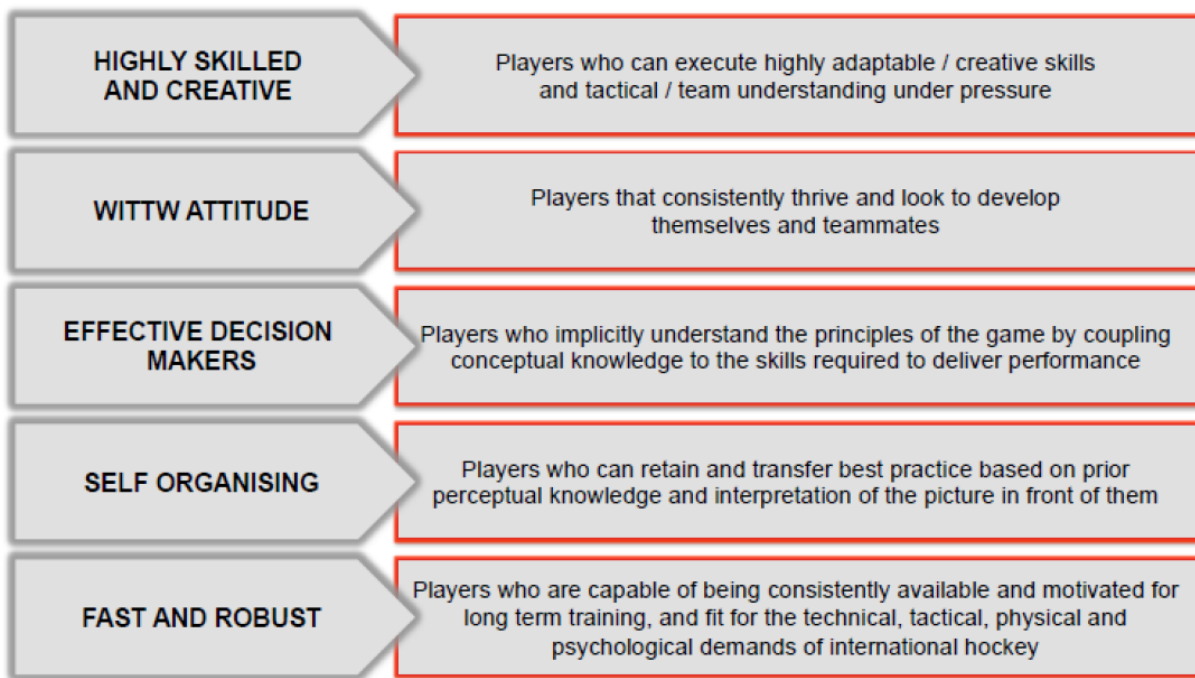 HIGHLY SKILLED
AND CREATIVE
Players who can execute highly adaptable / creative skills
and tactical / team understanding under pressure
WITTW ATTITUDE
Players that consistently thrive and look to develop
themselves and teammates
EFFECTIVE DECISION
MAKERS
Players who implicitly understand the principles of the game by coupling
conceptual knowledge to the skills required to deliver performance
SELF ORGANISING
Players who can retain and transfer best practice based on prior
perceptual knowledge and interpretation of the picture in front of them
FAST AND ROBUST
Players who are capable of being consistently available and motivated for
long term training, and fit for the technical, tactical, physical and
psychological demands of international hockey